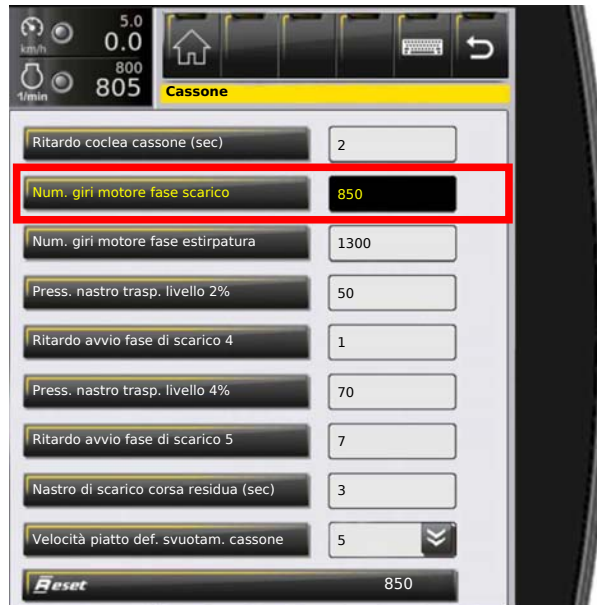 5.0
km/h 0.0
800
1/min 805
Cassone
Ritardo coclea cassone (sec) 2
Num. giri motore fase scarico 850
Num. giri motore fase estirpatura 1300
Press. nastro trasp. livello 2% 50
Ritardo avvio fase di scarico 4 1
Press. nastro trasp. livello 4% 70
Ritardo avvio fase di scarico 5 7
Nastro di scarico corsa residua (sec) 3
Velocità piatto def. svuotam. cassone 5
Reset 850